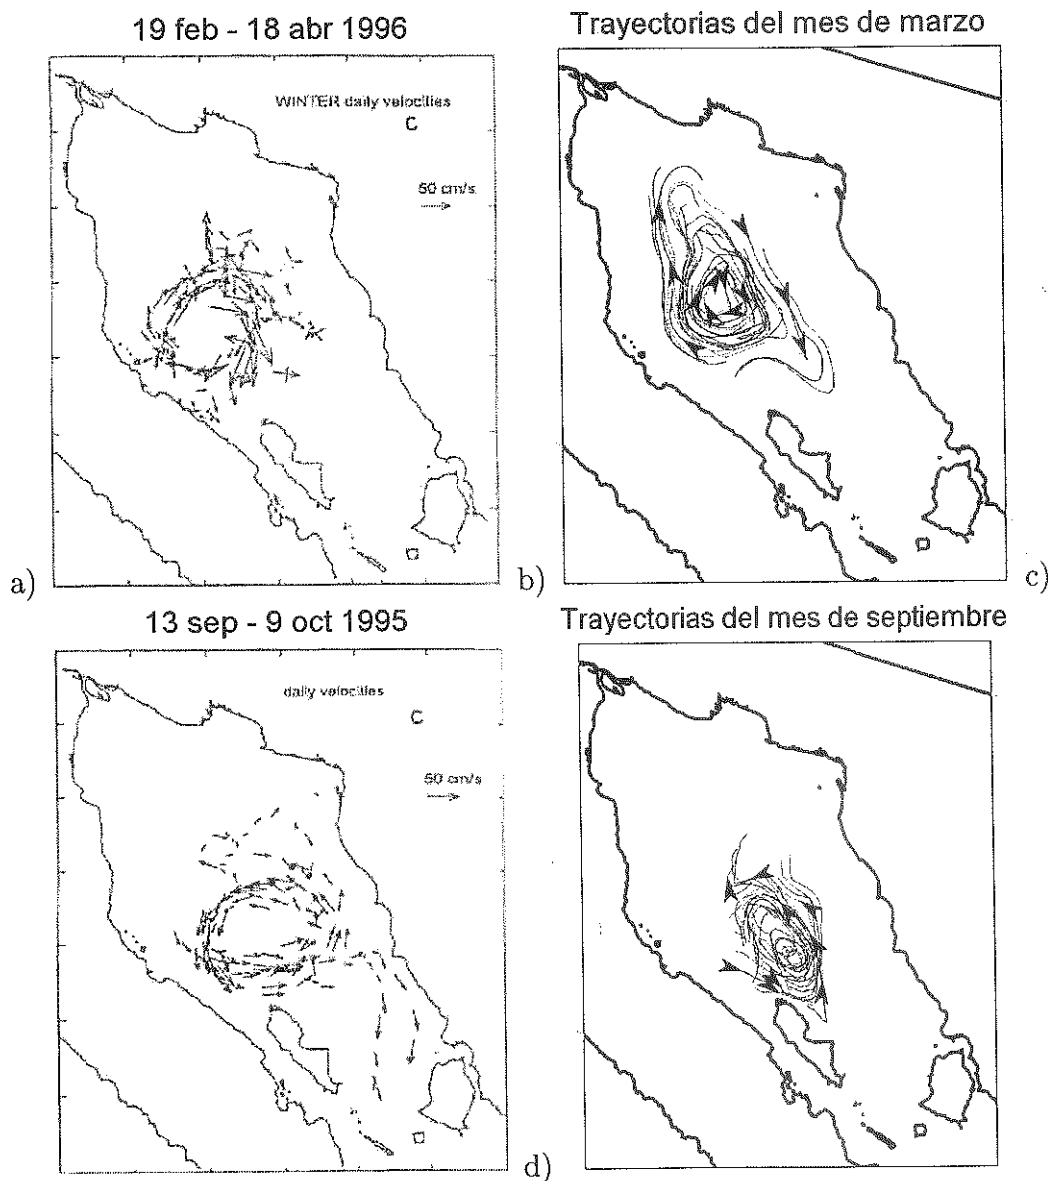 19 feb - 18 abr 1996
Trayectorias del mes de marzo
WINTER daily velocities
C
50 cm/s
a)
b)
c)
13 sep - 9 oct 1995
Trayectorias del mes de septiembre
daily velocities
C
50 cm/s
d)